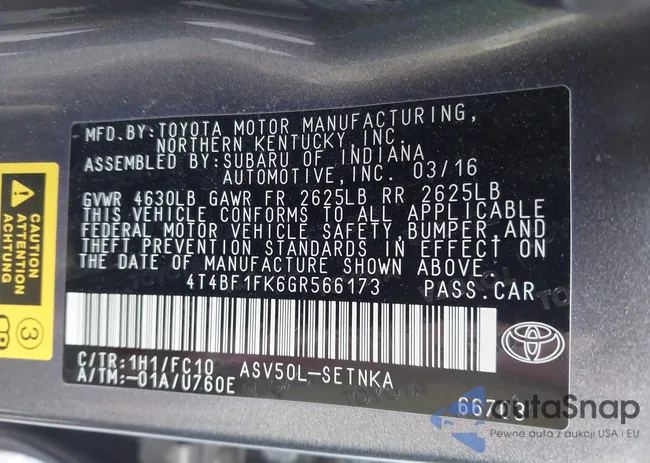 MFD.BY:TOYOTA MOTOR MANUFACTURING,
NORTHERN KENTUCKY,INC.
ASSEMBLED BY:SUBARU OF INDIANA
AUTOMOTIVE,INC. 03/16
GVWR 4630LB GAWR FR 2625LB RR 2625LB
THIS VEHICLE CONFORMS TO ALL APPLICABLE
FEDERAL MOTOR VEHICLE SAFETY,BUMPER,AND
THEFT PREVENTION STANDARDS IN EFFECT ON
THE DATE OF MANUFACTURE SHOWN ABOVE.
4T4BF1FK6GR566173 PASS.CAR
C/TR:1H1/FC10 ASV50L-SETNKA
A/TM:-01A/U760E
CAUTION
ATTENTION
3
TOYOTA
autaSnap
Pewne auta z aukcji USA i EU